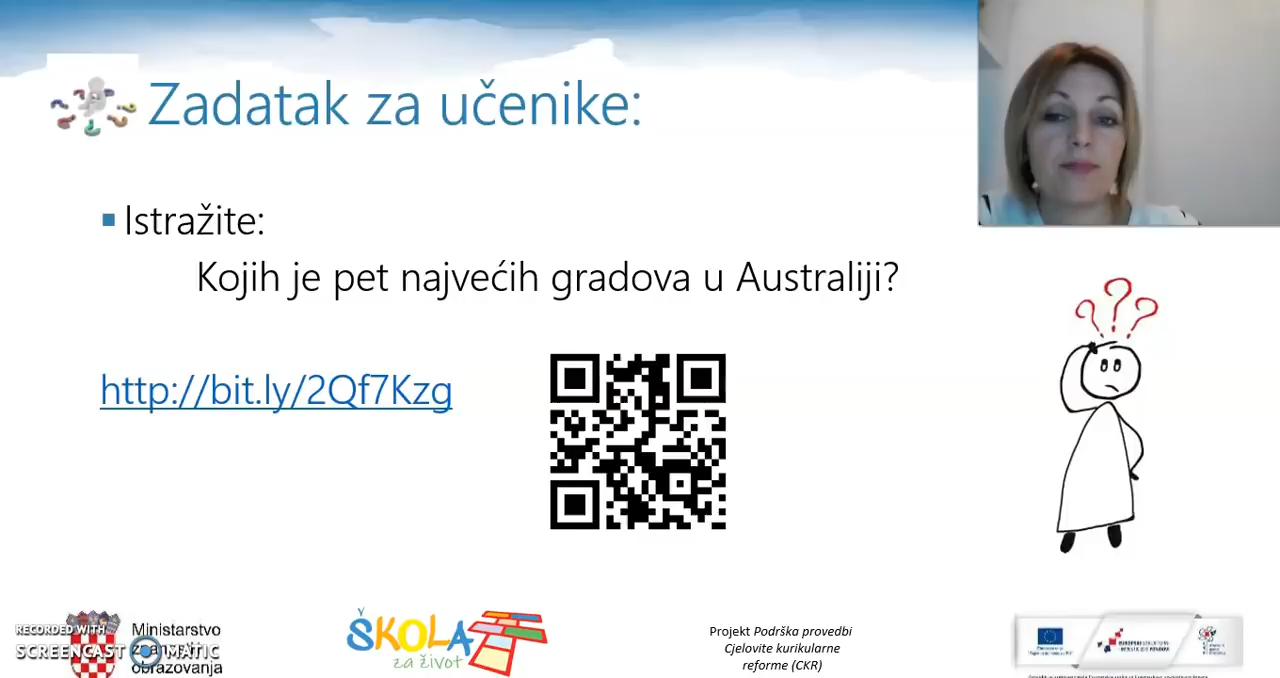 Zadatak za učenike:
Istražite:
Kojih je pet najvećih gradova u Australiji?
http://bit.ly/2Qf7Kzg
RECORDED WITH
SCREENCAST MATIC
Ministarstvo
obrazovanja
ŠKOLA
za život
Projekt Podrška provedbi
Cjelovite kurikularne
reforme (CKR)